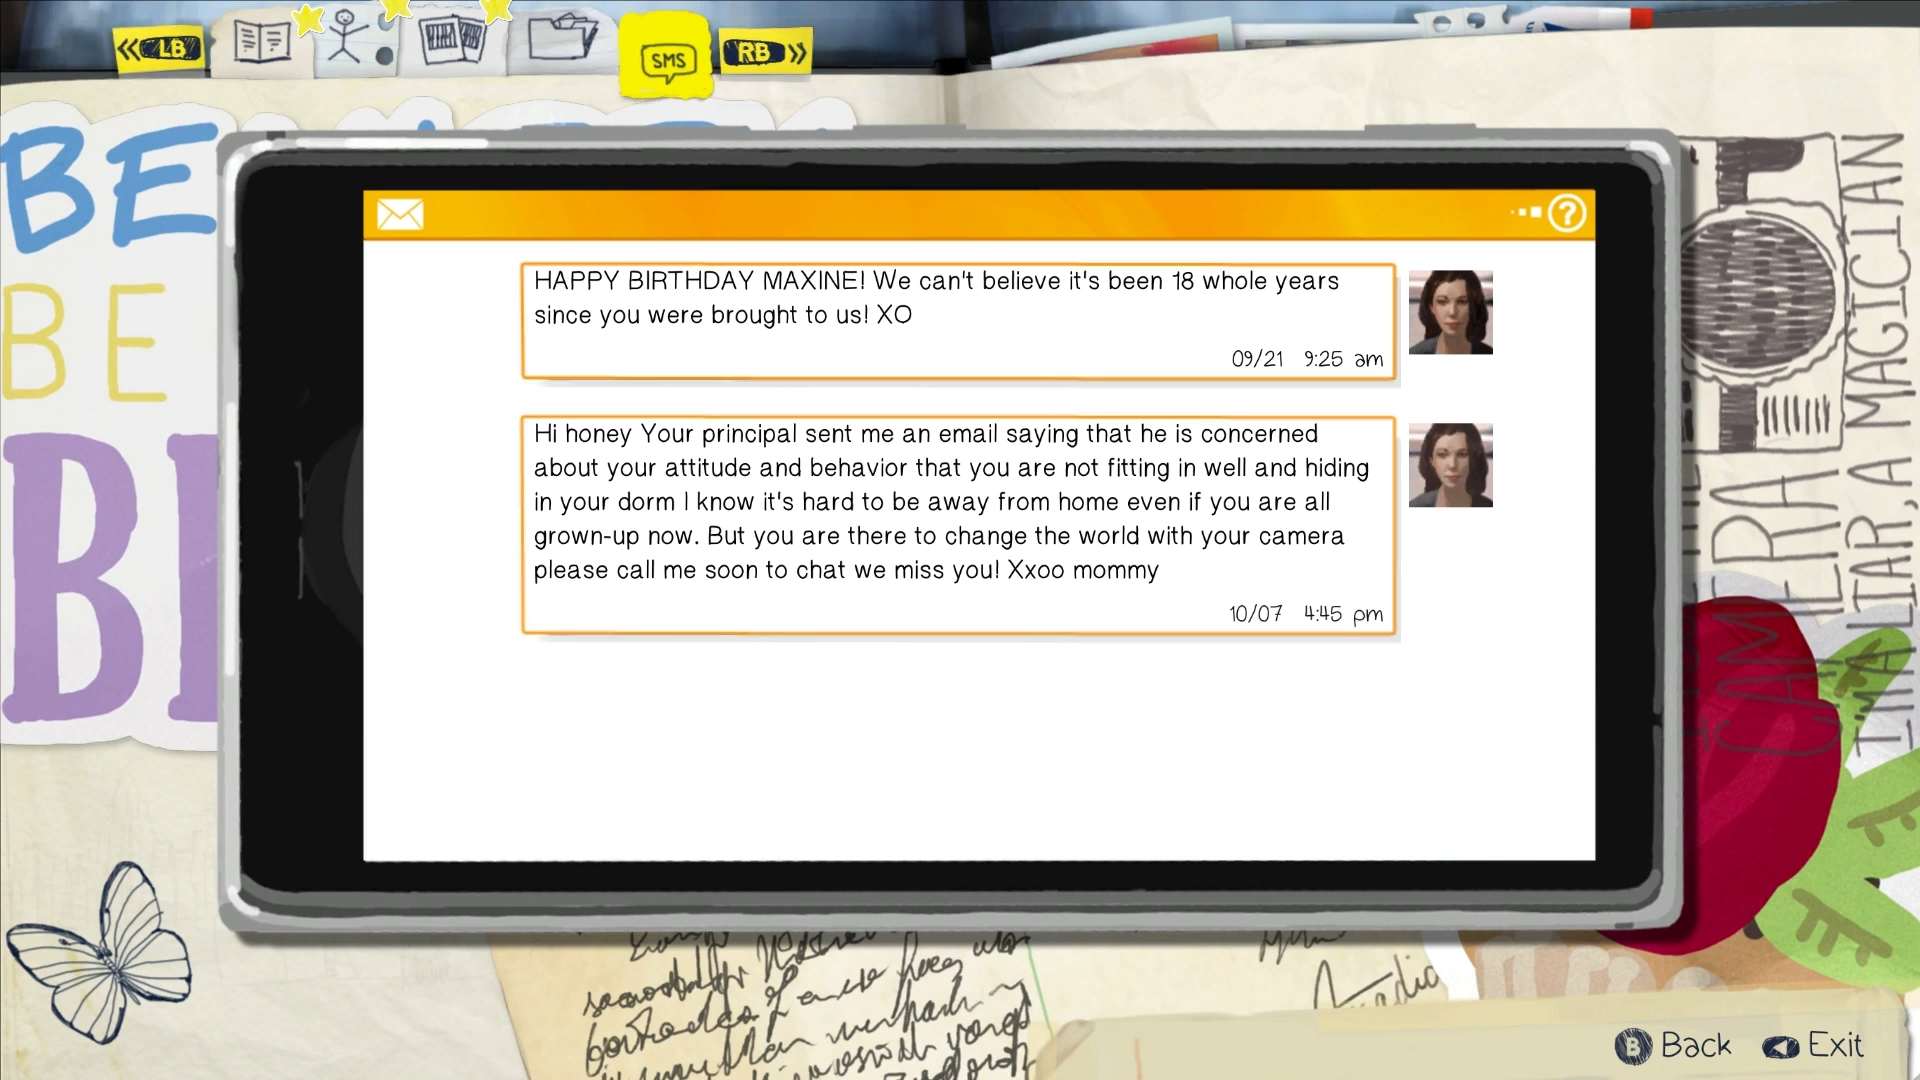 LB
SMS
RB
BE
BE
HAPPY BIRTHDAY MAXINE! We can't believe it's been 18 whole years
since you were brought to us! XO
09/21 9:25 am
Hi honey Your principal sent me an email saying that he is concerned
about your attitude and behavior that you are not fitting in well and hiding
in your dorm I know it's hard to be away from home even if you are all
grown-up now. But you are there to change the world with your camera
please call me soon to chat we miss you! Xxoo mommy
10/07 4:45 pm
CAMERA
I'M A LIAR, A MAGICIAN
B Back
Exit